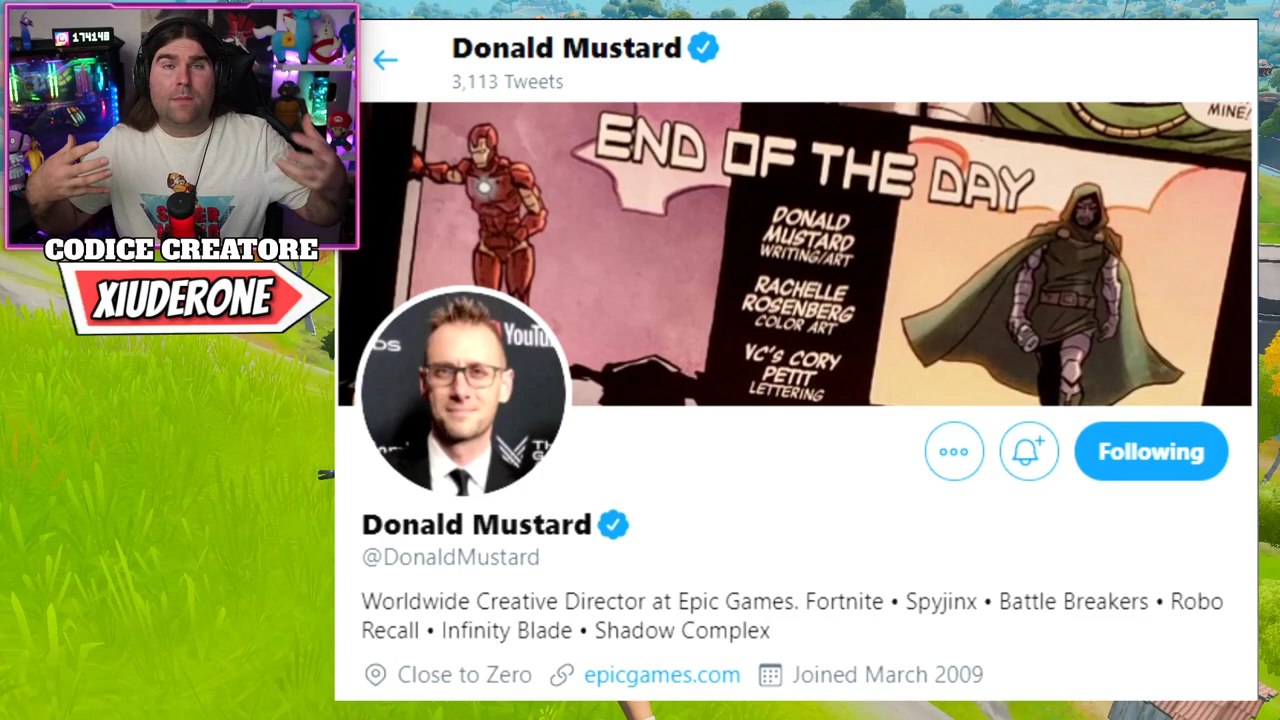 174148
CODICE CREATORE
XIUDERONE
Donald Mustard
3,113 Tweets
MINE!
END OF THE DAY
DONALD
MUSTARD
WRITING/ART
RACHELLE
ROSENBERG
COLOR ART
VC's CORY
PETIT
LETTERING
YouTu
Following
Donald Mustard
@DonaldMustard
Worldwide Creative Director at Epic Games. Fortnite • Spyjinx • Battle Breakers • Robo
Recall • Infinity Blade • Shadow Complex
Close to Zero
epicgames.com
Joined March 2009